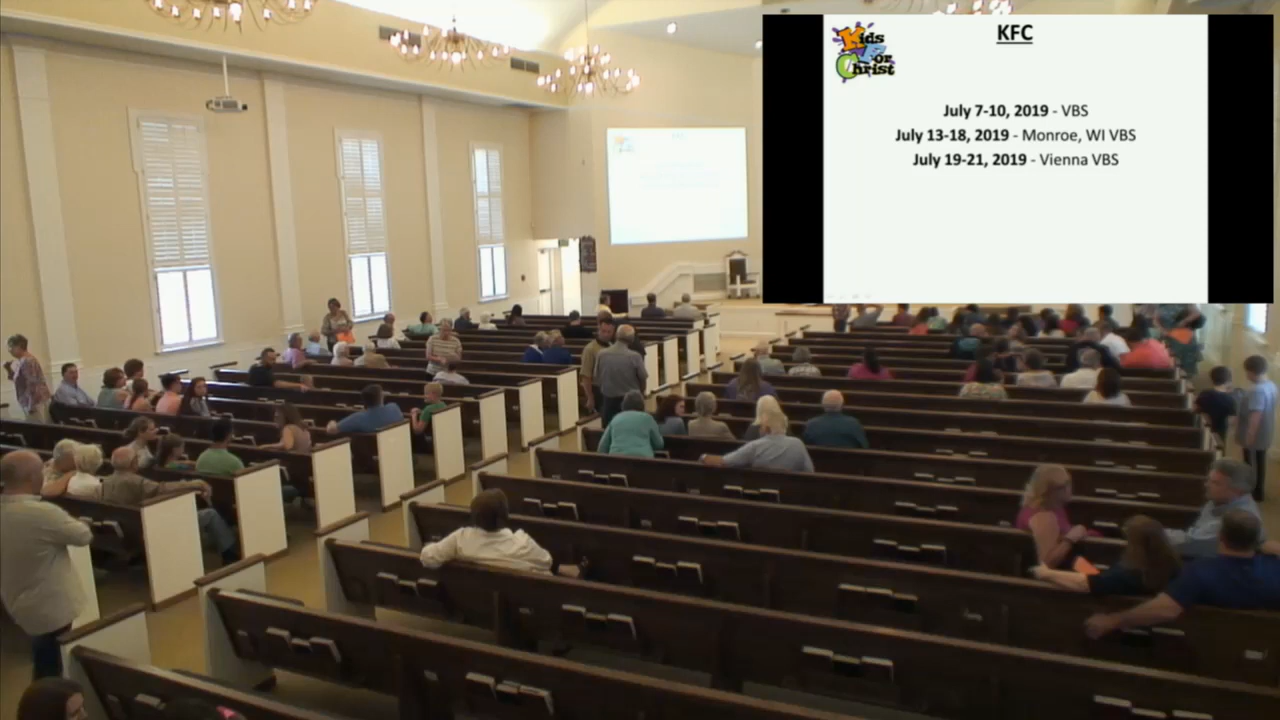 Kids
For
Christ
KFC
July 7-10, 2019 - VBS
July 13-18, 2019 - Monroe, WI VBS
July 19-21, 2019 - Vienna VBS